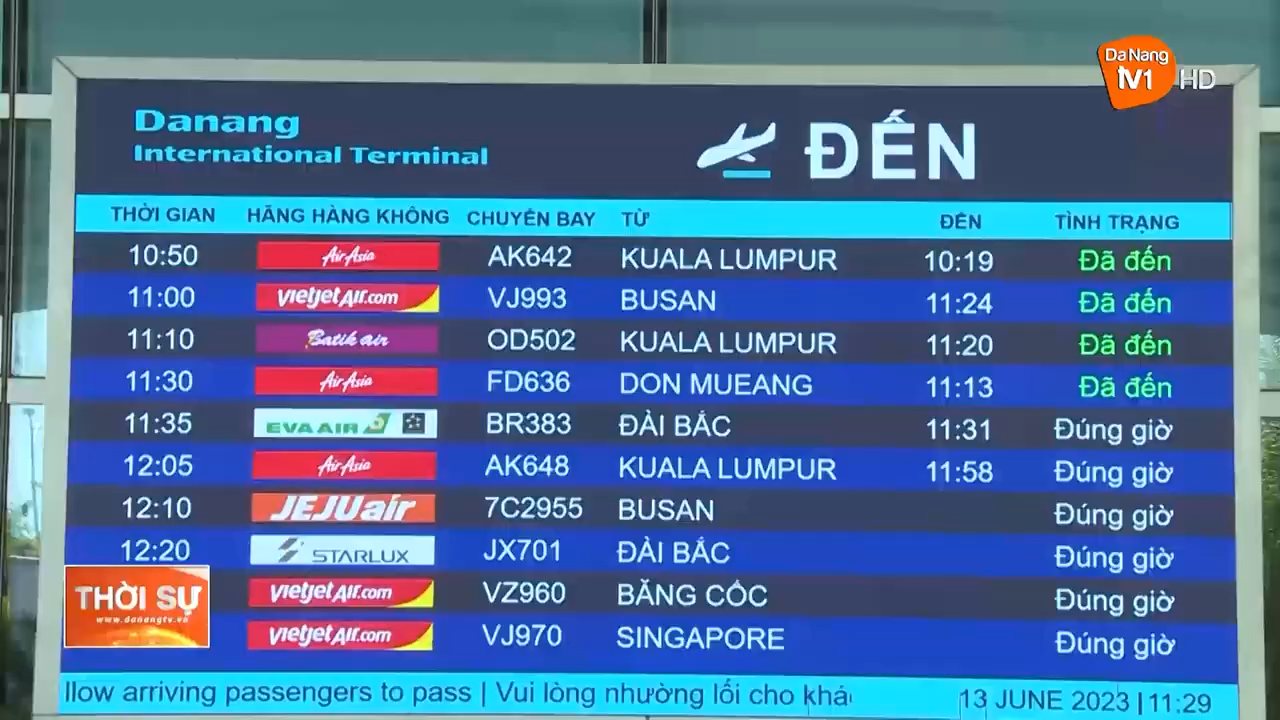 DaNang
tv1 HD
Danang
International Terminal
ĐẾN
THỜI GIAN HÃNG HÀNG KHÔNG CHUYẾN BAY TỪ ĐẾN TÌNH TRẠNG
10:50 AirAsia AK642 KUALA LUMPUR 10:19 Đã đến
11:00 vietjetAir.com VJ993 BUSAN 11:24 Đã đến
11:10 Batik air OD502 KUALA LUMPUR 11:20 Đã đến
11:30 AirAsia FD636 DON MUEANG 11:13 Đã đến
11:35 EVA AIR BR383 ĐÀI BẮC 11:31 Đúng giờ
12:05 AirAsia AK648 KUALA LUMPUR 11:58 Đúng giờ
12:10 JEJUair 7C2955 BUSAN Đúng giờ
12:20 STARLUX JX701 ĐÀI BẮC Đúng giờ
vietjetAir.com VZ960 BĂNG CỐC Đúng giờ
vietjetAir.com VJ970 SINGAPORE Đúng giờ
THỜI SỰ
www.danangtv.vn
llow arriving passengers to pass | Vui lòng nhường lối cho khá 13 JUNE 2023 | 11:29